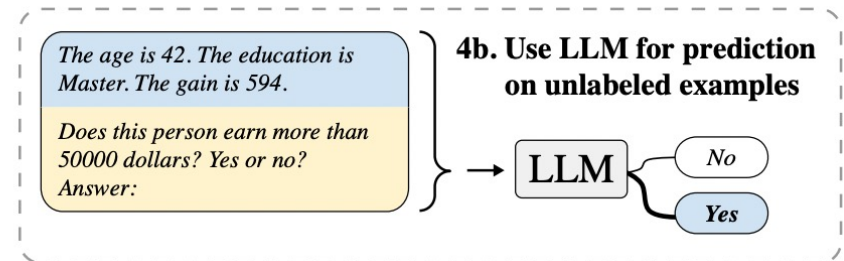 The age is 42. The education is
Master. The gain is 594.
Does this person earn more than
50000 dollars? Yes or no?
Answer:
4b. Use LLM for prediction
on unlabeled examples
LLM
No
Yes